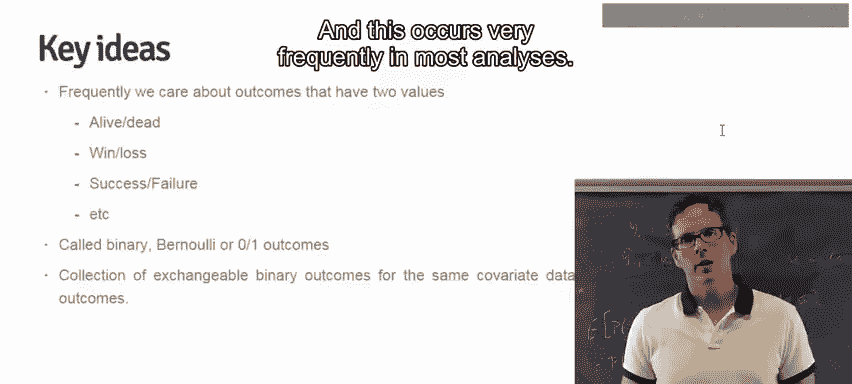 And this occurs very
frequently in most analyses.
Key ideas
· Frequently we care about outcomes that have two values
- Alive/dead
- Win/loss
- Success/Failure
- etc
· Called binary, Bernoulli or 0/1 outcomes
· Collection of exchangeable binary outcomes for the same covariate data
outcomes.